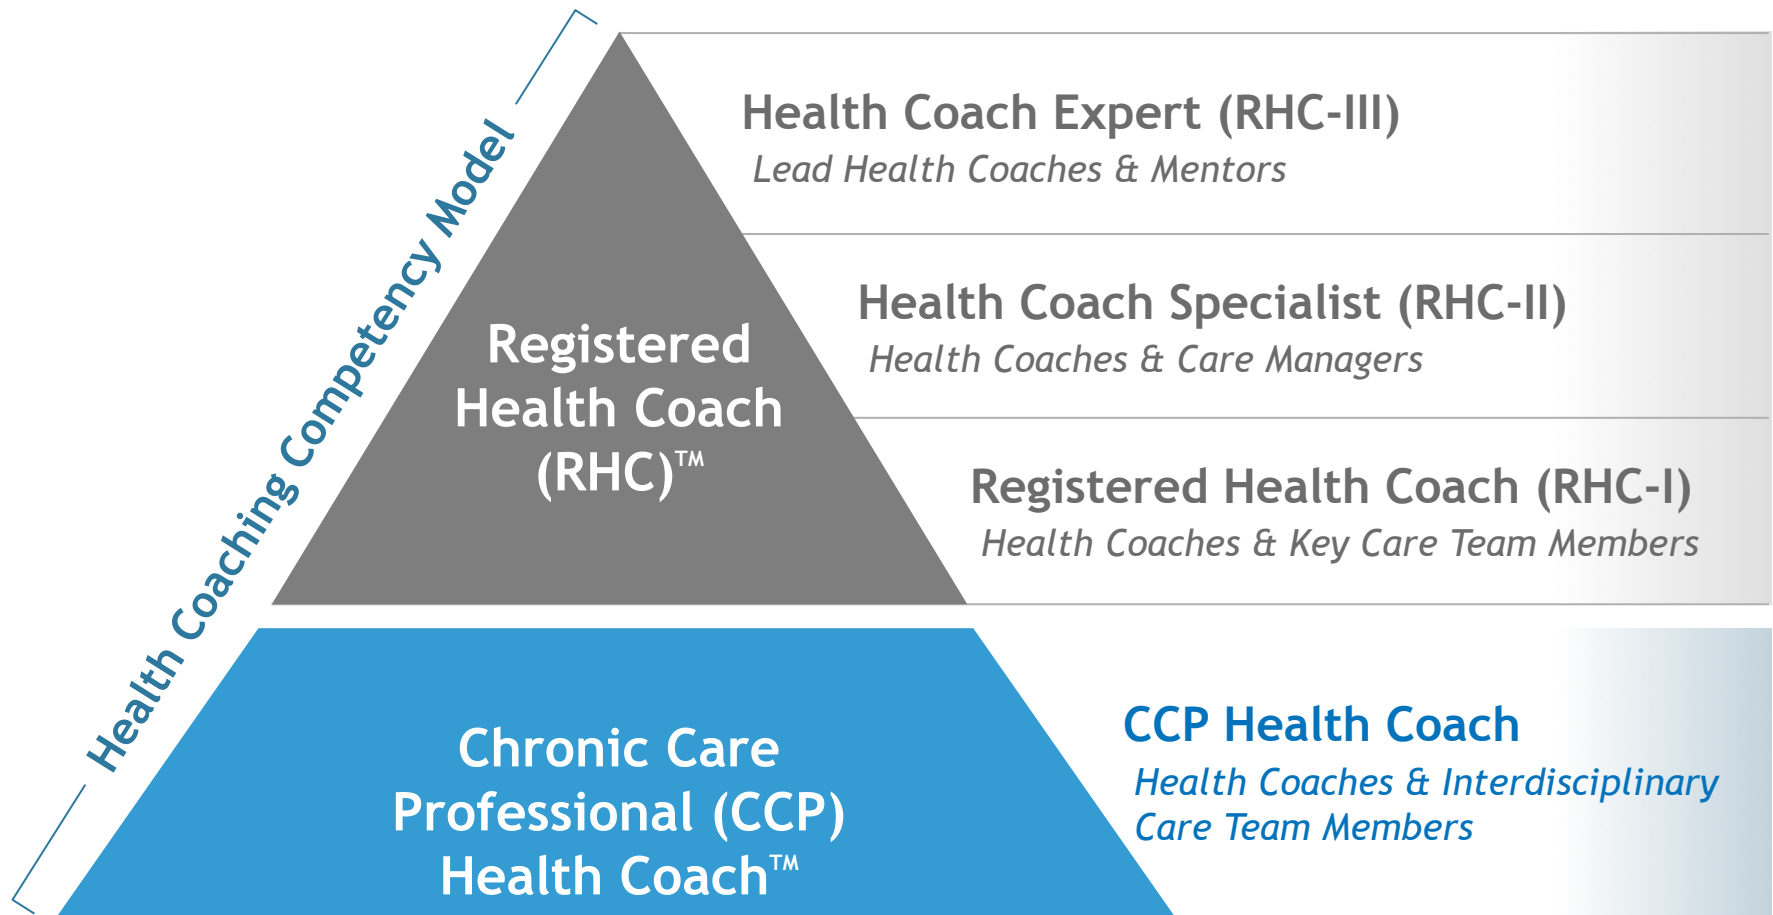 Health Coaching Competency Model
Registered
Health Coach
(RHC)™
Health Coach Expert (RHC-III)
Lead Health Coaches & Mentors
Health Coach Specialist (RHC-II)
Health Coaches & Care Managers
Registered Health Coach (RHC-I)
Health Coaches & Key Care Team Members
Chronic Care
Professional (CCP)
Health Coach™
CCP Health Coach
Health Coaches & Interdisciplinary
Care Team Members